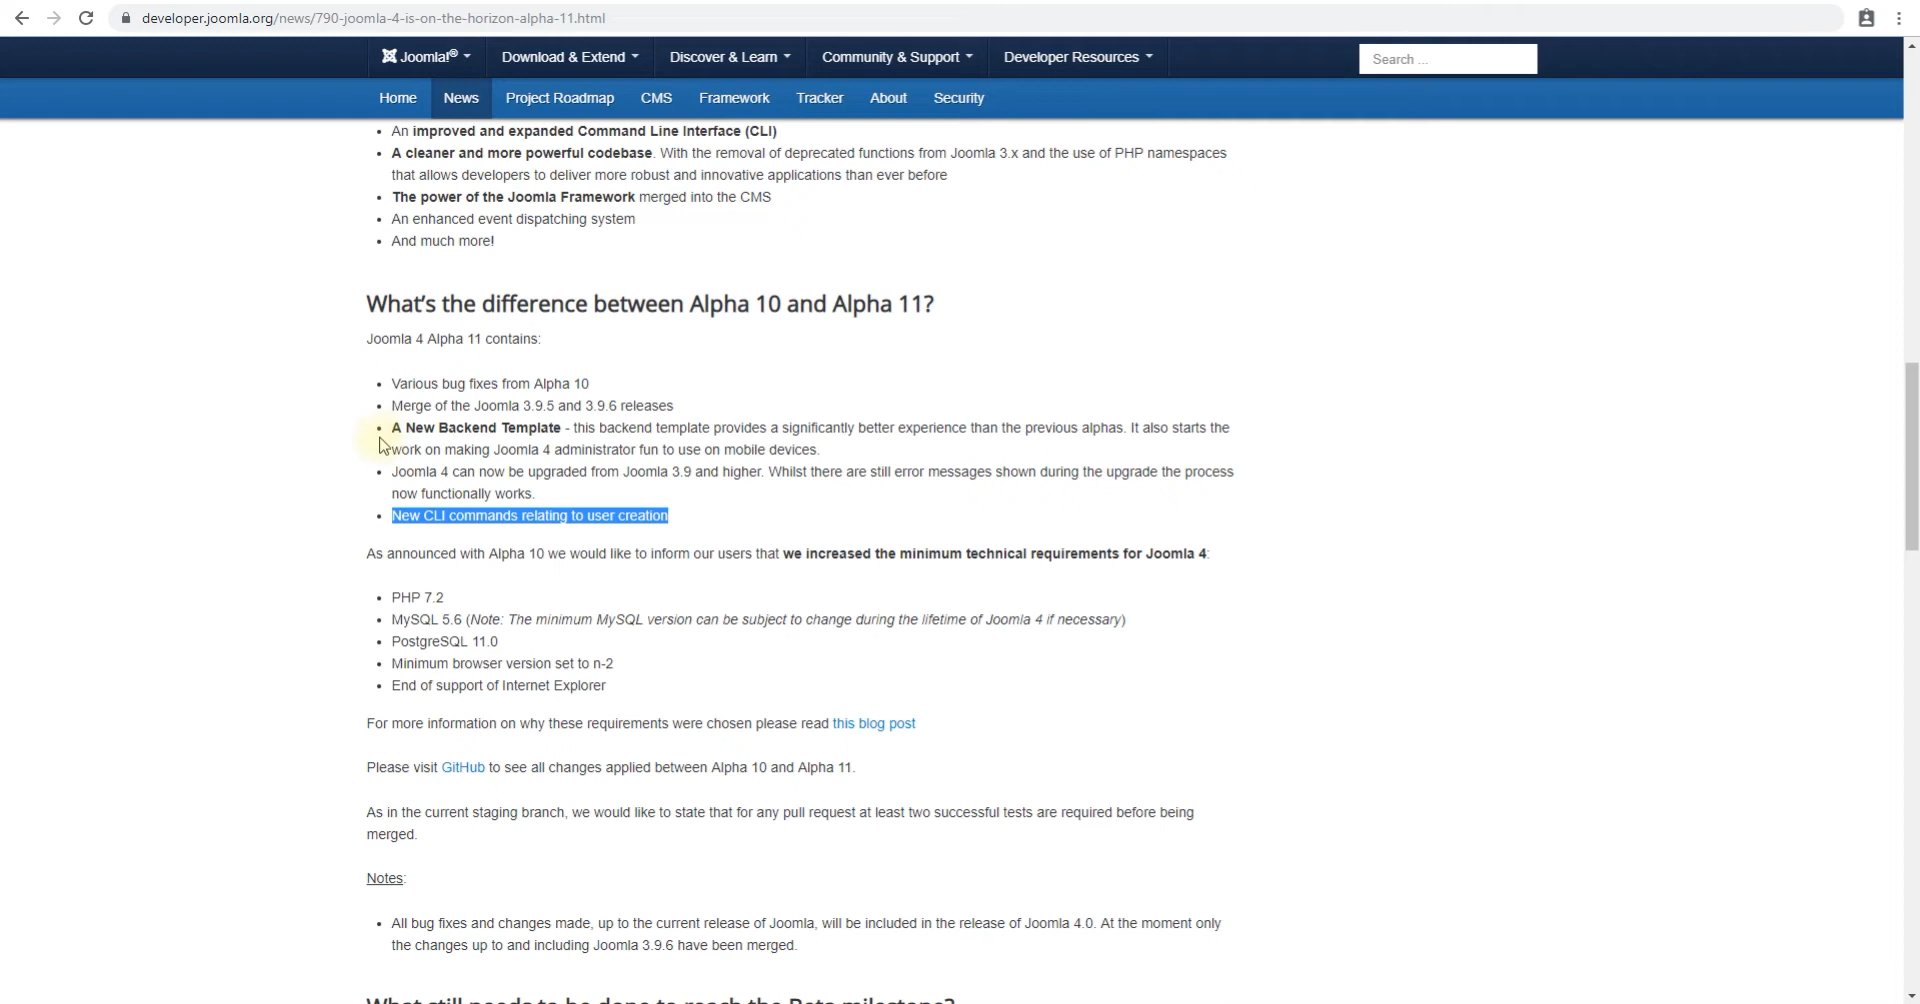 developer.joomla.org/news/790-joomla-4-is-on-the-horizon-alpha-11.html
Joomla!® Download & Extend Discover & Learn Community & Support Developer Resources Search ...
Home News Project Roadmap CMS Framework Tracker About Security
• An improved and expanded Command Line Interface (CLI)
• A cleaner and more powerful codebase. With the removal of deprecated functions from Joomla 3.x and the use of PHP namespaces
that allows developers to deliver more robust and innovative applications than ever before
• The power of the Joomla Framework merged into the CMS
• An enhanced event dispatching system
• And much more!
What's the difference between Alpha 10 and Alpha 11?
Joomla 4 Alpha 11 contains:
• Various bug fixes from Alpha 10
• Merge of the Joomla 3.9.5 and 3.9.6 releases
• A New Backend Template - this backend template provides a significantly better experience than the previous alphas. It also starts the
work on making Joomla 4 administrator fun to use on mobile devices.
• Joomla 4 can now be upgraded from Joomla 3.9 and higher. Whilst there are still error messages shown during the upgrade the process
now functionally works.
• New CLI commands relating to user creation
As announced with Alpha 10 we would like to inform our users that we increased the minimum technical requirements for Joomla 4:
• PHP 7.2
• MySQL 5.6 (Note: The minimum MySQL version can be subject to change during the lifetime of Joomla 4 if necessary)
• PostgreSQL 11.0
• Minimum browser version set to n-2
• End of support of Internet Explorer
For more information on why these requirements were chosen please read this blog post
Please visit GitHub to see all changes applied between Alpha 10 and Alpha 11.
As in the current staging branch, we would like to state that for any pull request at least two successful tests are required before being
merged.
Notes:
• All bug fixes and changes made, up to the current release of Joomla, will be included in the release of Joomla 4.0. At the moment only
the changes up to and including Joomla 3.9.6 have been merged.
What still needs to be done to reach the Beta milestone?